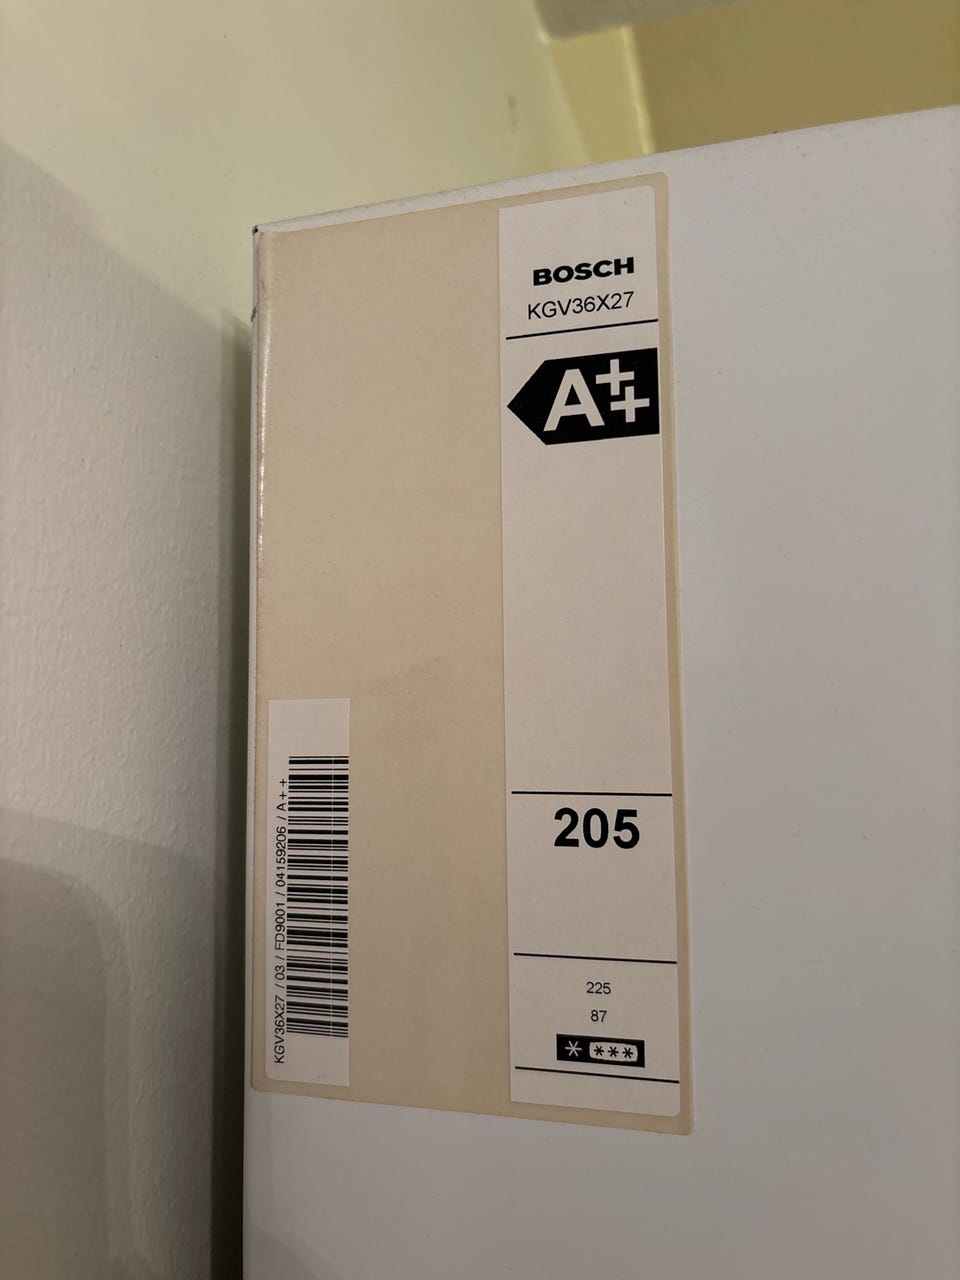 BOSCH
KGV36X27
A++
205
225
87
* ***
KGV36X27 / 03 / FD9001 / 04159206 / A++